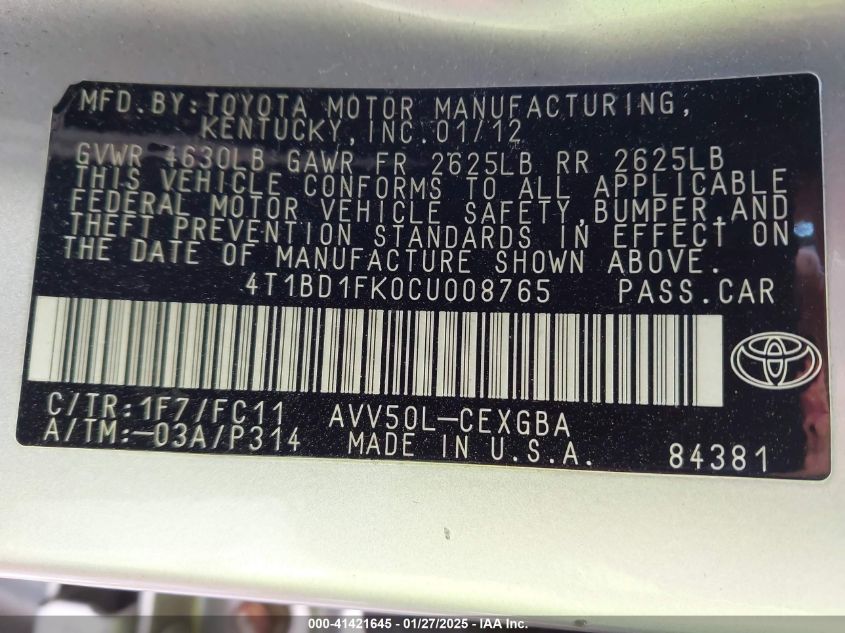 MFD.BY:TOYOTA MOTOR MANUFACTURING,
KENTUCKY,INC.01/12
GVWR 4630LB GAWR FR 2625LB RR 2625LB
THIS VEHICLE CONFORMS TO ALL APPLICABLE
FEDERAL MOTOR VEHICLE SAFETY,BUMPER,AND
THEFT PREVENTION STANDARDS IN EFFECT ON
THE DATE OF MANUFACTURE SHOWN ABOVE.
4T1BD1FK0CU008765 PASS.CAR
C/TR:1F7/FC11 AVV50L-CEXGBA
A/TM:-03A/P314 MADE IN U.S.A. 84381
000-41421645 - 01/27/2025 - IAA Inc.